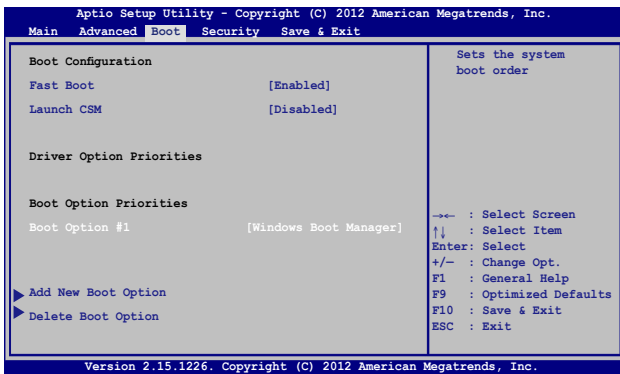 Aptio Setup Utility - Copyright (C) 2012 American Megatrends, Inc.
Main Advanced Boot Security Save & Exit
Boot Configuration
Fast Boot [Enabled]
Launch CSM [Disabled]
Driver Option Priorities
Boot Option Priorities
Boot Option #1 [Windows Boot Manager]
Add New Boot Option
Delete Boot Option
Sets the system
boot order
→← : Select Screen
↑↓ : Select Item
Enter: Select
+/— : Change Opt.
F1 : General Help
F9 : Optimized Defaults
F10 : Save & Exit
ESC : Exit
Version 2.15.1226. Copyright (C) 2012 American Megatrends, Inc.